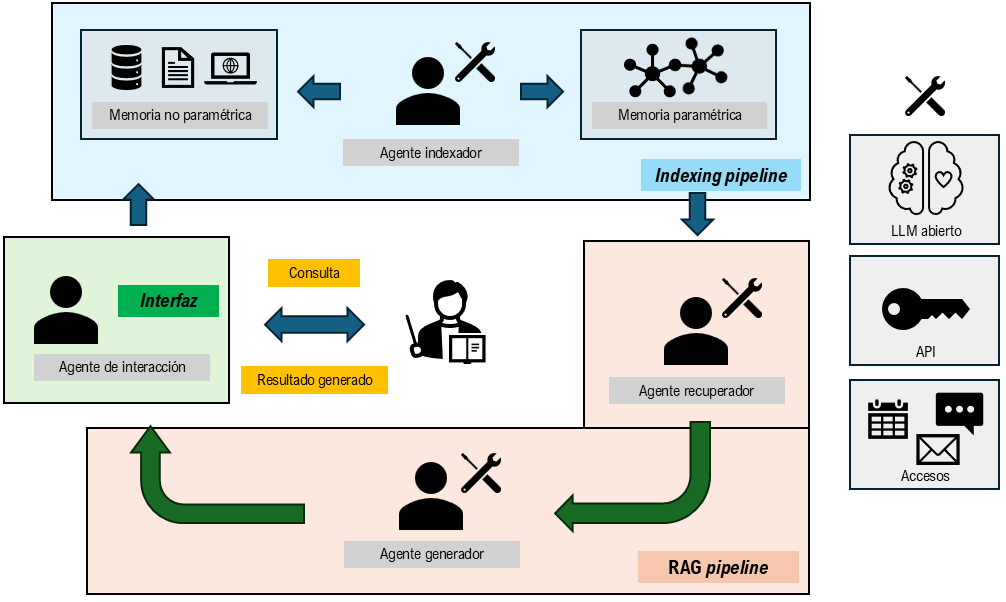 Memoria no paramétrica
Agente indexador
Memoria paramétrica
Indexing pipeline
Interfaz
Agente de interacción
Consulta
Resultado generado
Agente recuperador
Agente generador
RAG pipeline
LLM abierto
API
Accesos